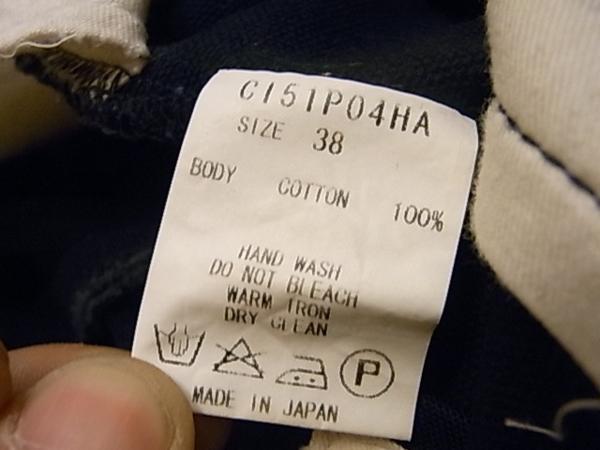 C151P04HA
SIZE 38
BODY COTTON 100%
HAND WASH
DO NOT BLEACH
WARM IRON
DRY CLEAN
P
MADE IN JAPAN